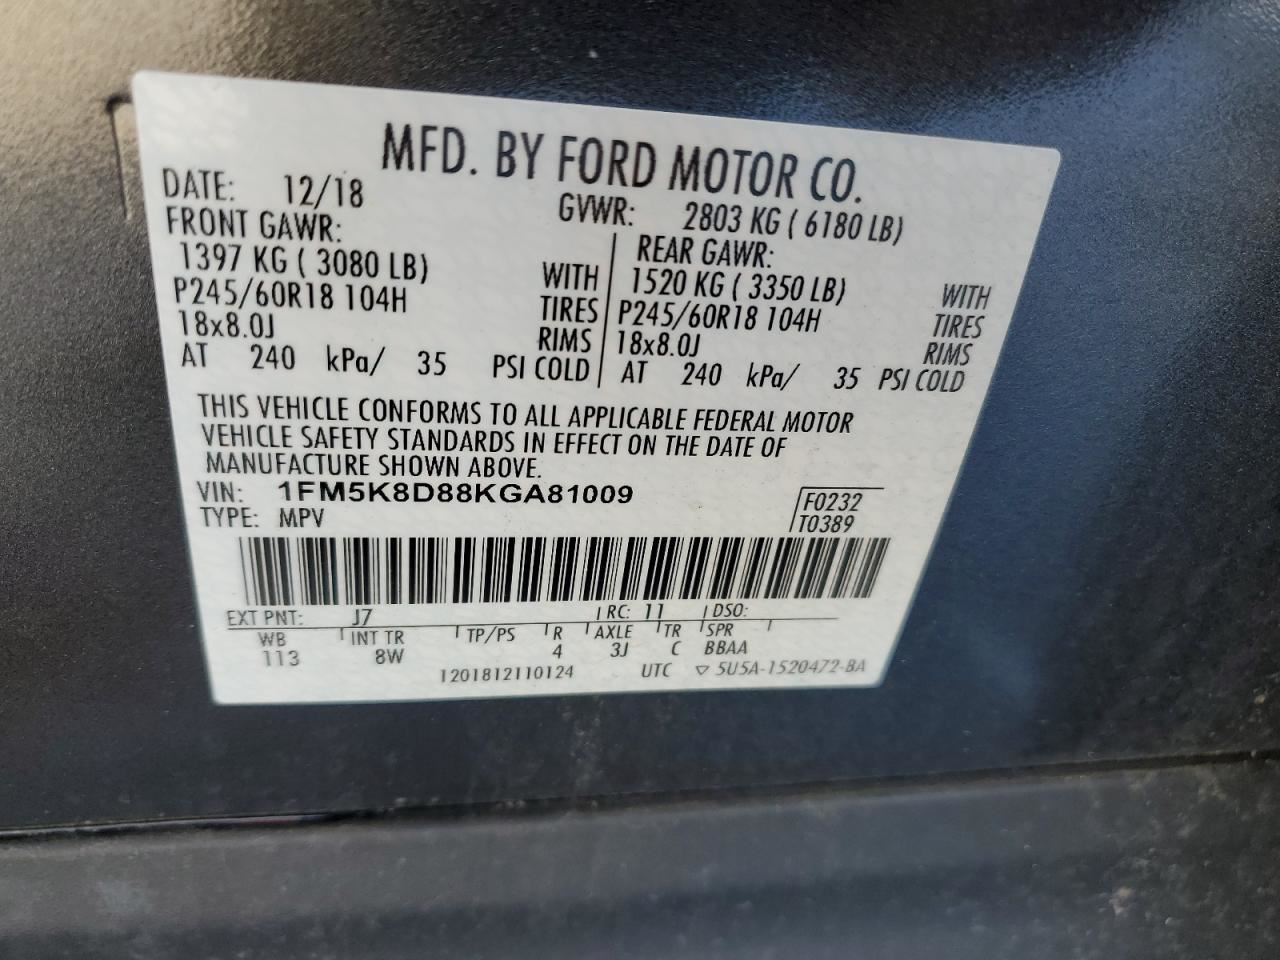 MFD. BY FORD MOTOR CO.
DATE: 12/18 GVWR: 2803 KG ( 6180 LB)
FRONT GAWR: REAR GAWR:
1397 KG ( 3080 LB) WITH 1520 KG ( 3350 LB) WITH
P245/60R18 104H TIRES P245/60R18 104H TIRES
18x8.0J RIMS 18x8.0J RIMS
AT 240 kPa/ 35 PSI COLD AT 240 kPa/ 35 PSI COLD
THIS VEHICLE CONFORMS TO ALL APPLICABLE FEDERAL MOTOR
VEHICLE SAFETY STANDARDS IN EFFECT ON THE DATE OF
MANUFACTURE SHOWN ABOVE.
VIN: 1FM5K8D88KGA81009 F0232
TYPE: MPV T0389
EXT PNT: J7 RC: 11 DSO:
WB INT TR TP/PS R AXLE TR SPR
113 8W 4 3J C BBAA
1201812110124 UTC ▽ 5U5A-1520472-BA